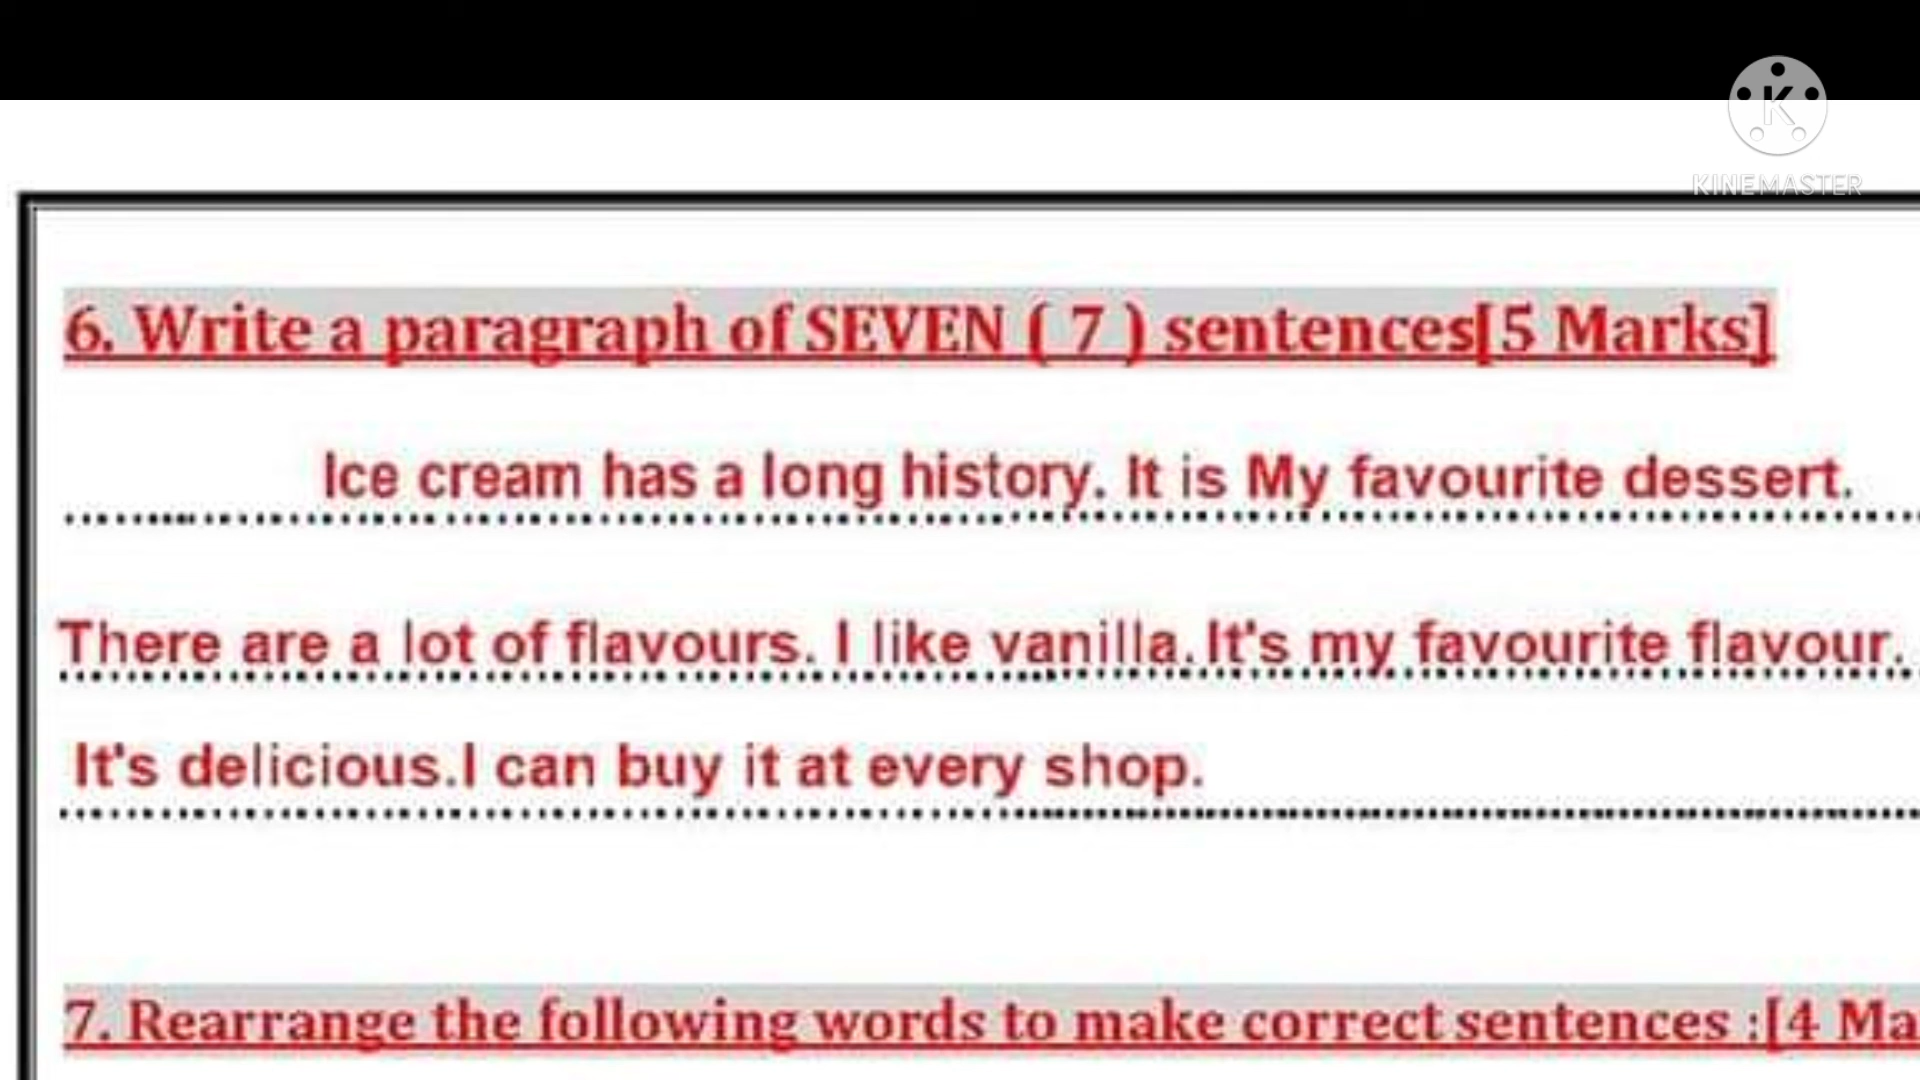 K
KINEMASTER
6. Write a paragraph of SEVEN ( 7 ) sentences[5 Marks]
Ice cream has a long history. It is My favourite dessert.
There are a lot of flavours. I like vanilla. It's my favourite flavour.
It's delicious.I can buy it at every shop.
7. Rearrange the following words to make correct sentences :[4 Ma